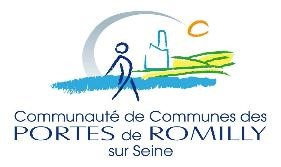 Communauté de Communes des
PORTES de ROMILLY
sur Seine